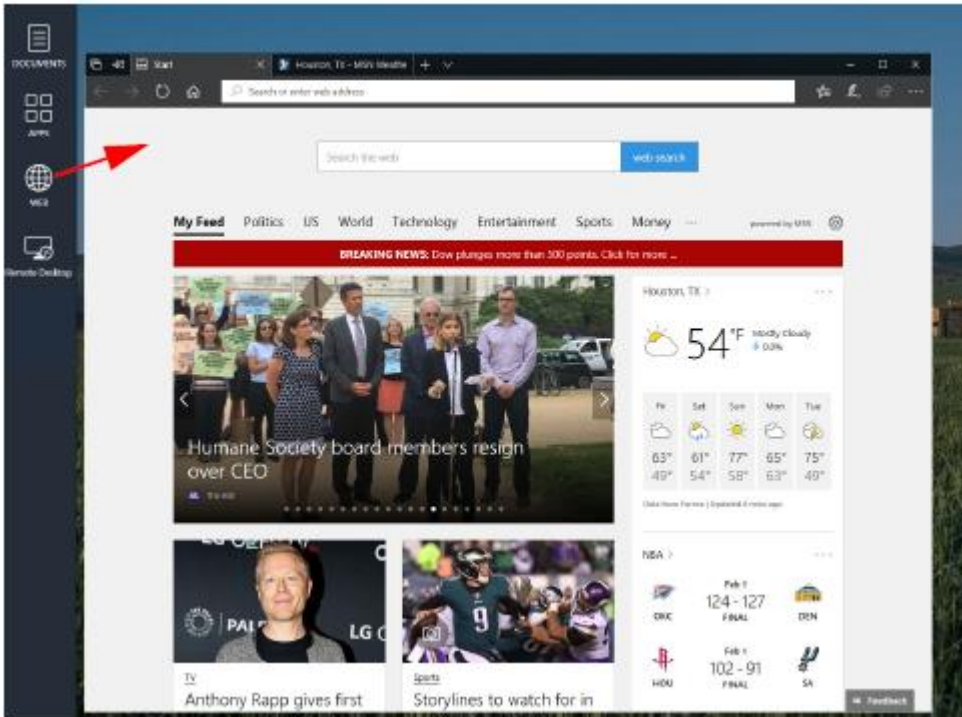 DOCUMENTS
APPS
WEB
Remote Desktop
Start
Houston, TX - MSN Weathe
Search or enter web address
Search the web
web search
My Feed Politics US World Technology Entertainment Sports Money ...
powered by MSN
BREAKING NEWS: Dow plunges more than 500 points. Click for more ...
Humane Society board members resign
over CEO
Houston, TX >
54°F
Mostly Cloudy
Fri Sat Sun Mon Tue
63° 61° 77° 65° 75°
49° 54° 58° 63° 49°
NBA >
Feb 1
124 - 127
OKC FINAL DEN
Feb 1
102 - 91
HOU FINAL SA
PAL
LG
9
TV
Anthony Rapp gives first
Sports
Storylines to watch for in
Feedback